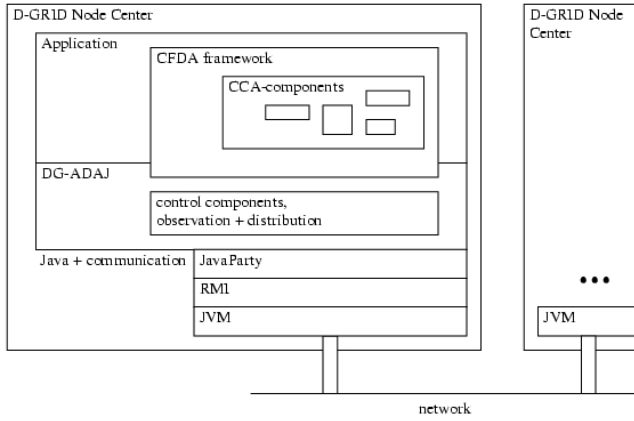 D-GRID Node Center
Application
CFDA framework
CCA-components
DG-ADAJ
control components,
observation + distribution
Java + communication
JavaParty
RMI
JVM
D-GRID Node
Center
•••
JVM
network